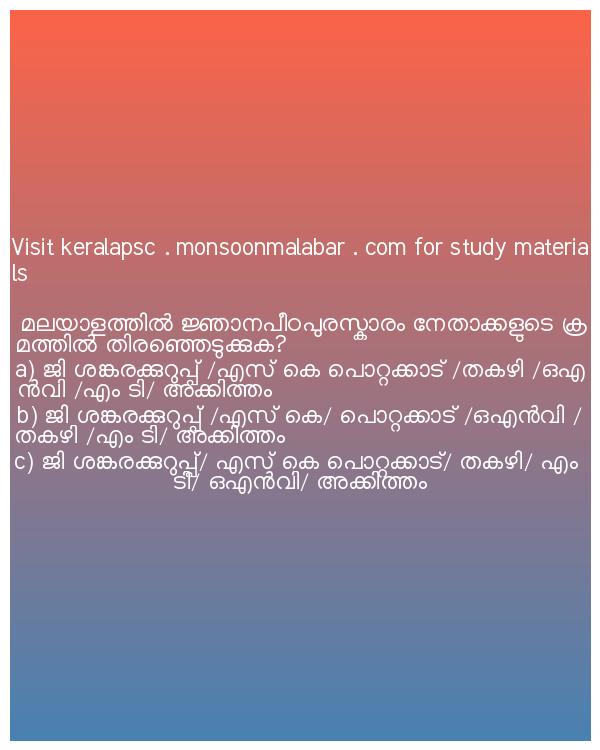 Visit keralapsc . monsoonmalabar . com for study materia
ls
മലയാളത്തിൽ ജ്ഞാനപീഠപുരസ്കാരം നേതാക്കളുടെ ക്ര
മത്തിൽ തിരഞ്ഞെടുക്കുക?
a) ജി ശങ്കരക്കുറുപ്പ് /എസ് കെ പൊറ്റക്കാട് /തകഴി /ഒഎ
ൻവി /എം ടി/ അക്കിത്തം
b) ജി ശങ്കരക്കുറുപ്പ് /എസ് കെ/ പൊറ്റക്കാട് /ഒഎൻവി /
തകഴി /എം ടി/ അക്കിത്തം
c) ജി ശങ്കരക്കുറുപ്പ്/ എസ് കെ പൊറ്റക്കാട്/ തകഴി/ എം
ടി/ ഒഎൻവി/ അക്കിത്തം